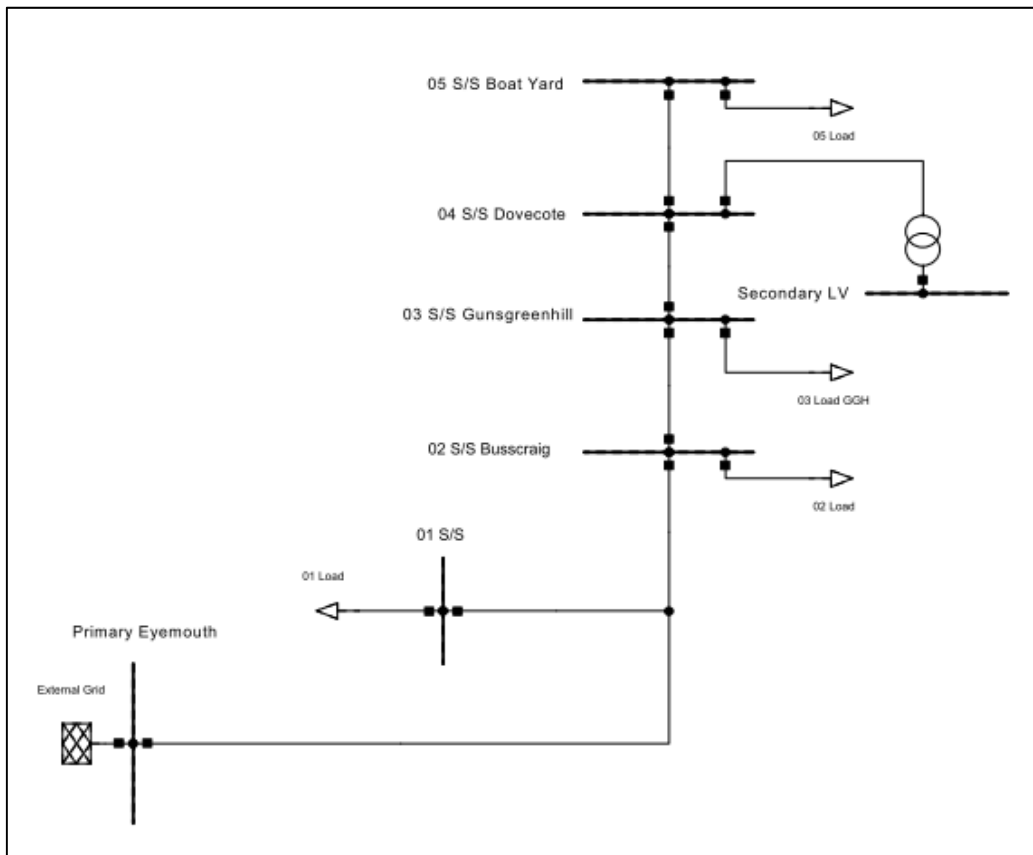 05 S/S Boat Yard
05 Load
04 S/S Dovecote
Secondary LV
03 S/S Gunsgreenhill
03 Load GGH
02 S/S Busscraig
02 Load
01 S/S
01 Load
Primary Eyemouth
External Grid